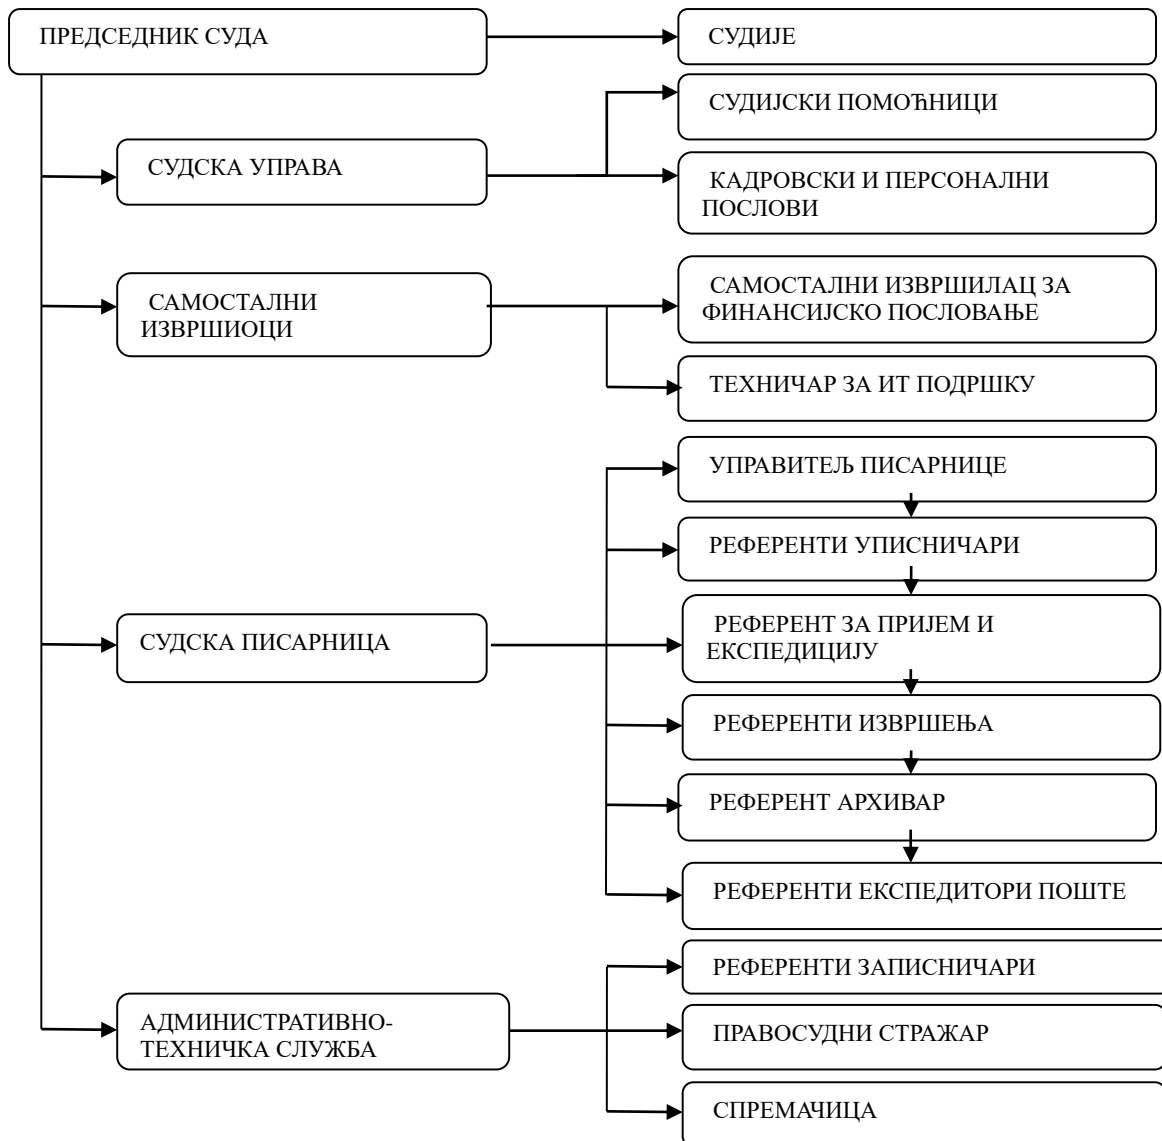 ПРЕДСЕДНИК СУДА
СУДИЈЕ
СУДИЈСКИ ПОМОЋНИЦИ
СУДСКА УПРАВА
КАДРОВСКИ И ПЕРСОНАЛНИ
ПОСЛОВИ
САМОСТАЛНИ
ИЗВРШИОЦИ
САМОСТАЛНИ ИЗВРШИЛАЦ ЗА
ФИНАНСИЈСКО ПОСЛОВАЊЕ
ТЕХНИЧАР ЗА ИТ ПОДРШКУ
УПРАВИТЕЉ ПИСАРНИЦЕ
РЕФЕРЕНТИ УПИСНИЧАРИ
СУДСКА ПИСАРНИЦА
РЕФЕРЕНТ ЗА ПРИЈЕМ И
ЕКСПЕДИЦИЈУ
РЕФЕРЕНТИ ИЗВРШЕЊА
РЕФЕРЕНТ АРХИВАР
РЕФЕРЕНТИ ЕКСПЕДИТОРИ ПОШТЕ
РЕФЕРЕНТИ ЗАПИСНИЧАРИ
АДМИНИСТРАТИВНО-
ТЕХНИЧКА СЛУЖБА
ПРАВОСУДНИ СТРАЖАР
СПРЕМАЧИЦА